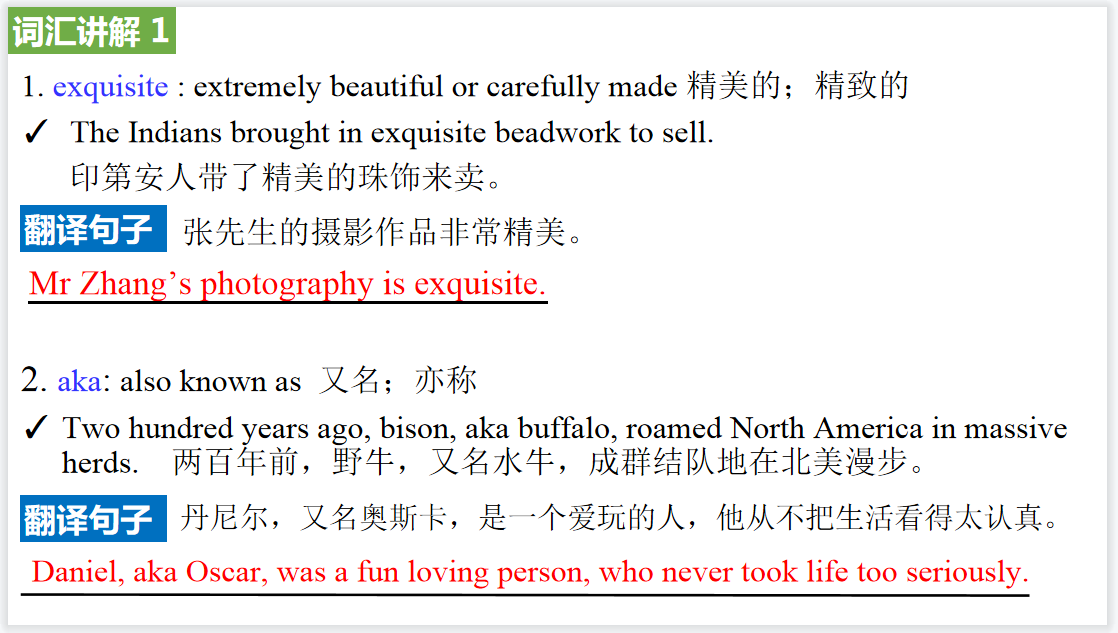 词汇讲解 1
1. exquisite : extremely beautiful or carefully made 精美的；精致的
✓ The Indians brought in exquisite beadwork to sell.
印第安人带了精美的珠饰来卖。
翻译句子 张先生的摄影作品非常精美。
Mr Zhang’s photography is exquisite.
2. aka: also known as 又名；亦称
✓ Two hundred years ago, bison, aka buffalo, roamed North America in massive
herds. 两百年前，野牛，又名水牛，成群结队地在北美漫步。
翻译句子 丹尼尔，又名奥斯卡，是一个爱玩的人，他从不把生活看得太认真。
Daniel, aka Oscar, was a fun loving person, who never took life too seriously.